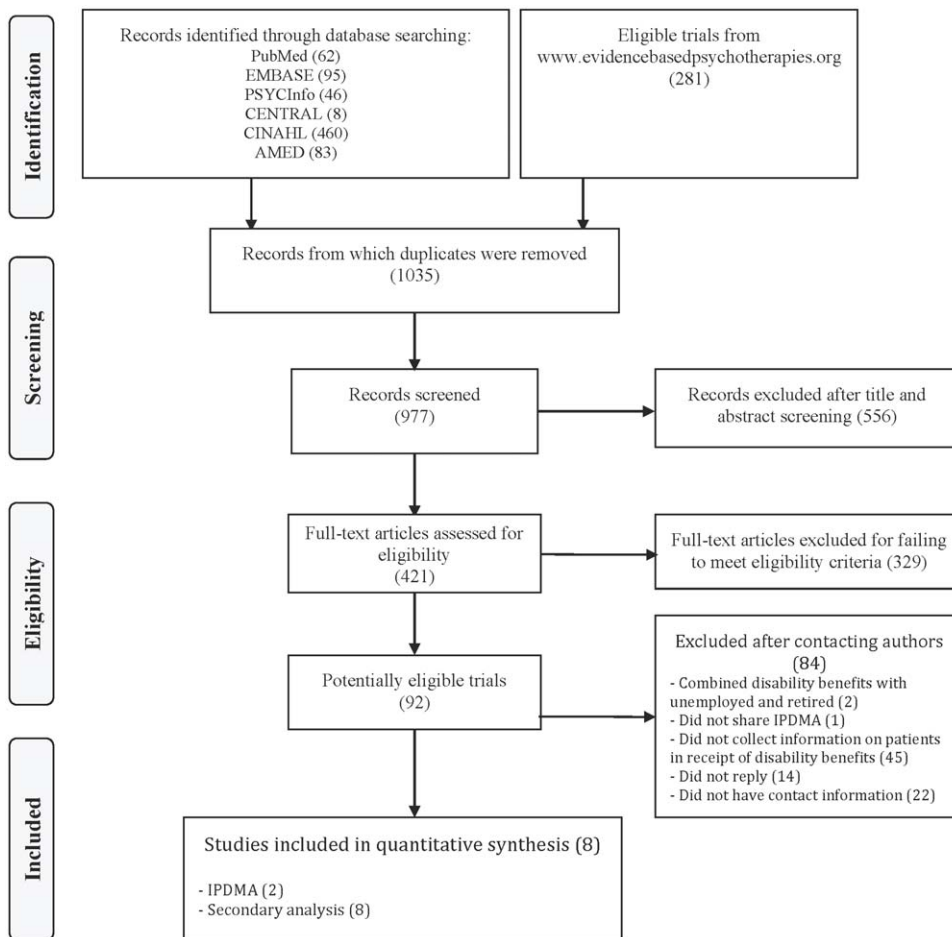 Identification
Records identified through database searching:
PubMed (62)
EMBASE (95)
PSYCInfo (46)
CENTRAL (8)
CINAHL (460)
AMED (83)
Eligible trials from
www.evidencebasedpsychotherapies.org
(281)
Records from which duplicates were removed
(1035)
Screening
Records screened
(977)
Records excluded after title and
abstract screening (556)
Eligibility
Full-text articles assessed for
eligibility
(421)
Full-text articles excluded for failing
to meet eligibility criteria (329)
Potentially eligible trials
(92)
Excluded after contacting authors
(84)
- Combined disability benefits with
unemployed and retired (2)
- Did not share IPDMA (1)
- Did not collect information on patients
in receipt of disability benefits (45)
- Did not reply (14)
- Did not have contact information (22)
Included
Studies included in quantitative synthesis (8)
- IPDMA (2)
- Secondary analysis (8)